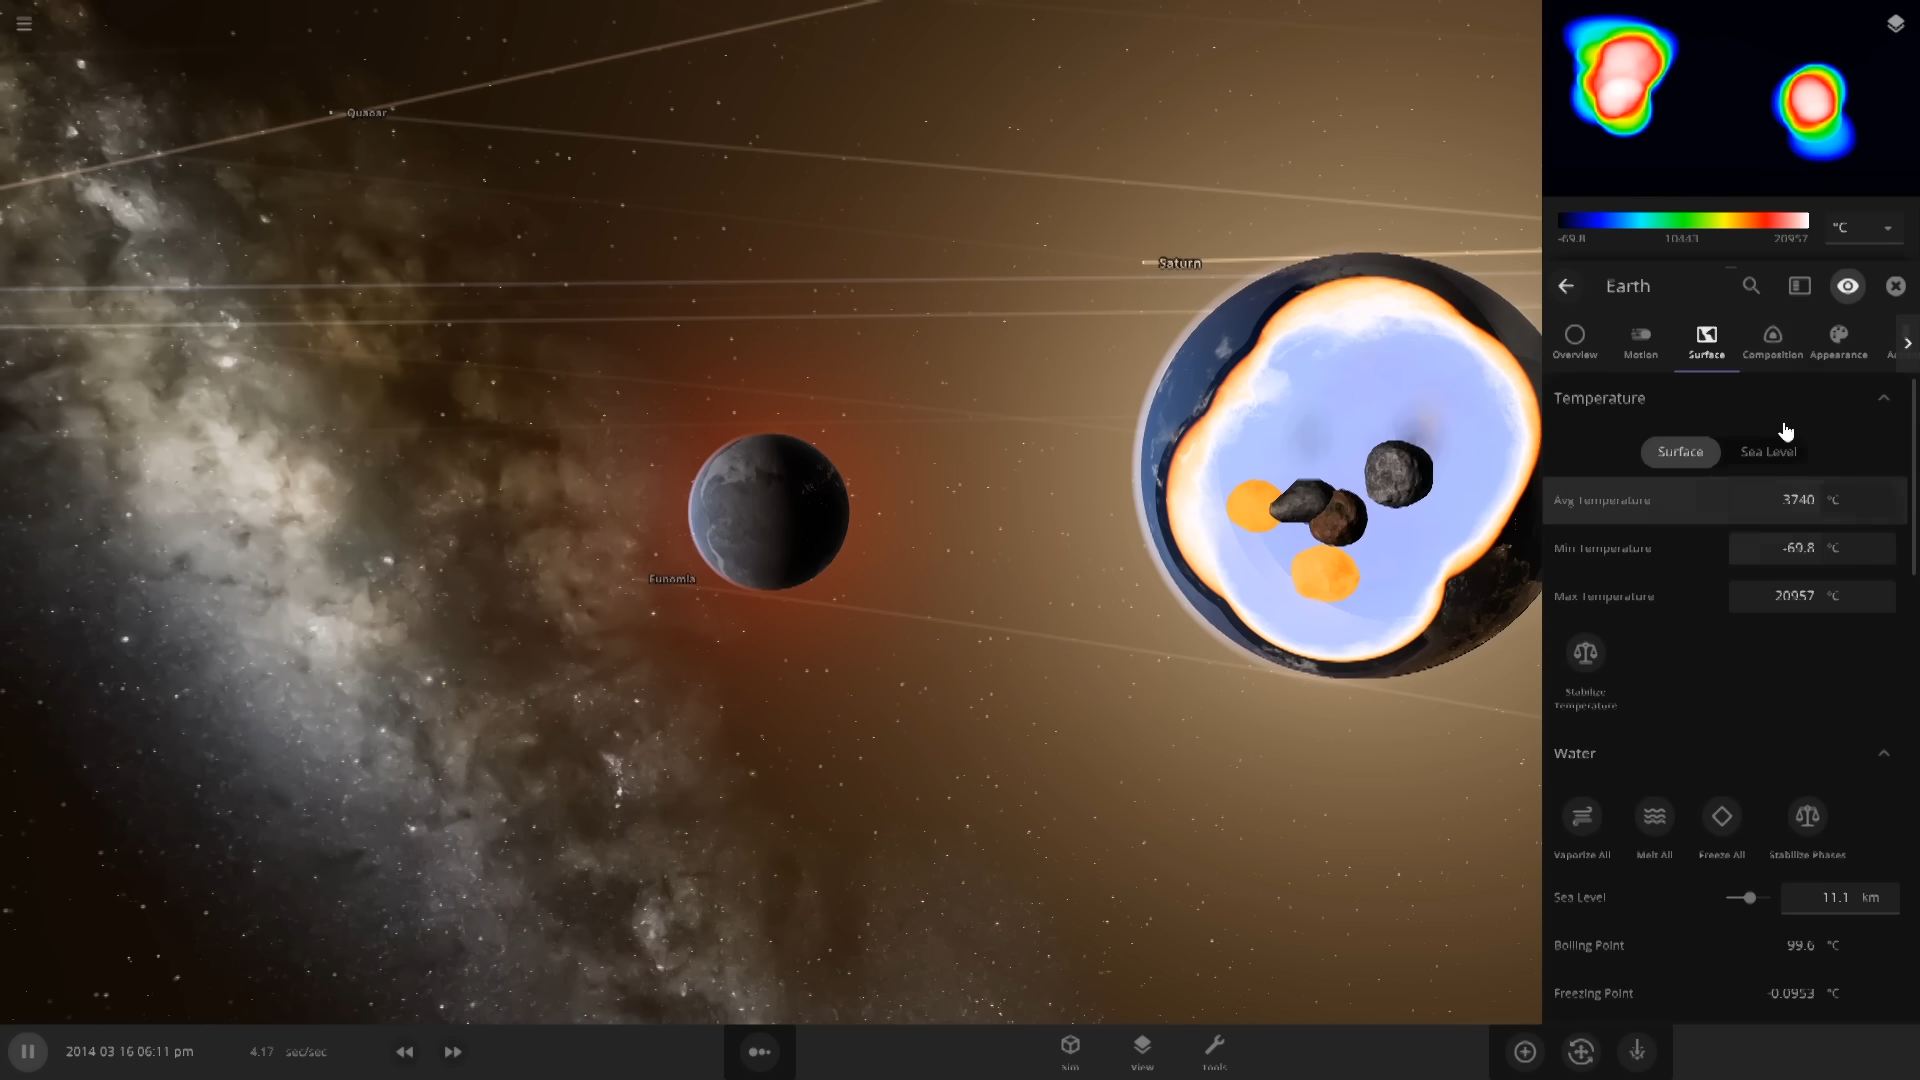 Quaoar
Saturn
Eunomia
-69.8 10443 20957 °C
Earth
Overview Motion Surface Composition Appearance
Temperature
Surface Sea Level
Avg Temperature 3740 °C
Min Temperature -69.8 °C
Max Temperature 20957 °C
Stabilize
Temperature
Water
Vaporize All Melt All Freeze All Stabilize Phases
Sea Level 11.1 km
Boiling Point 99.6 °C
Freezing Point -0.0953 °C
2014 03 16 06:11 pm 4.17 sec/sec
Sim View Tools